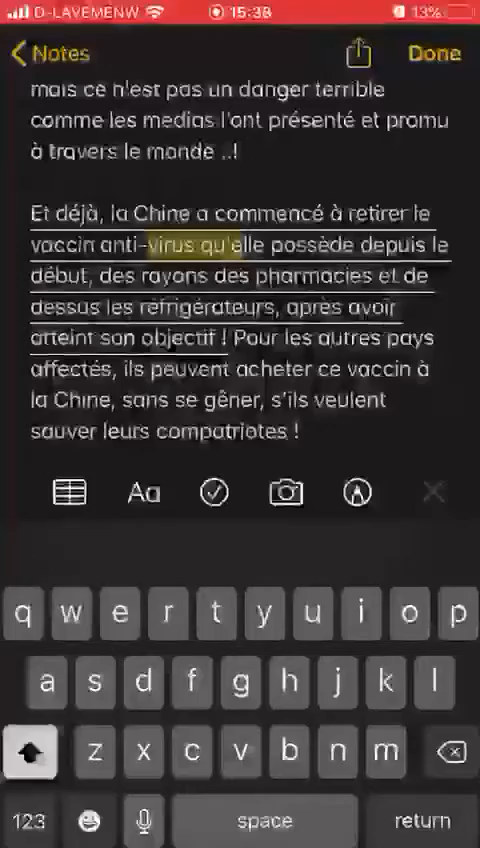 D-LAVEMENW 15:38 13%
Notes Done
mais ce n'est pas un danger terrible
comme les medias l'ont présenté et promu
à travers le monde ..!
Et déjà, la Chine a commencé à retirer le
vaccin anti-virus qu'elle possède depuis le
début, des rayons des pharmacies et de
dessus les réfrigérateurs, après avoir
atteint son objectif ! Pour les autres pays
affectés, ils peuvent acheter ce vaccin à
la Chine, sans se gêner, s'ils veulent
sauver leurs compatriotes !
Aa
q w e r t y u i o p
a s d f g h j k l
z x c v b n m
123 space return